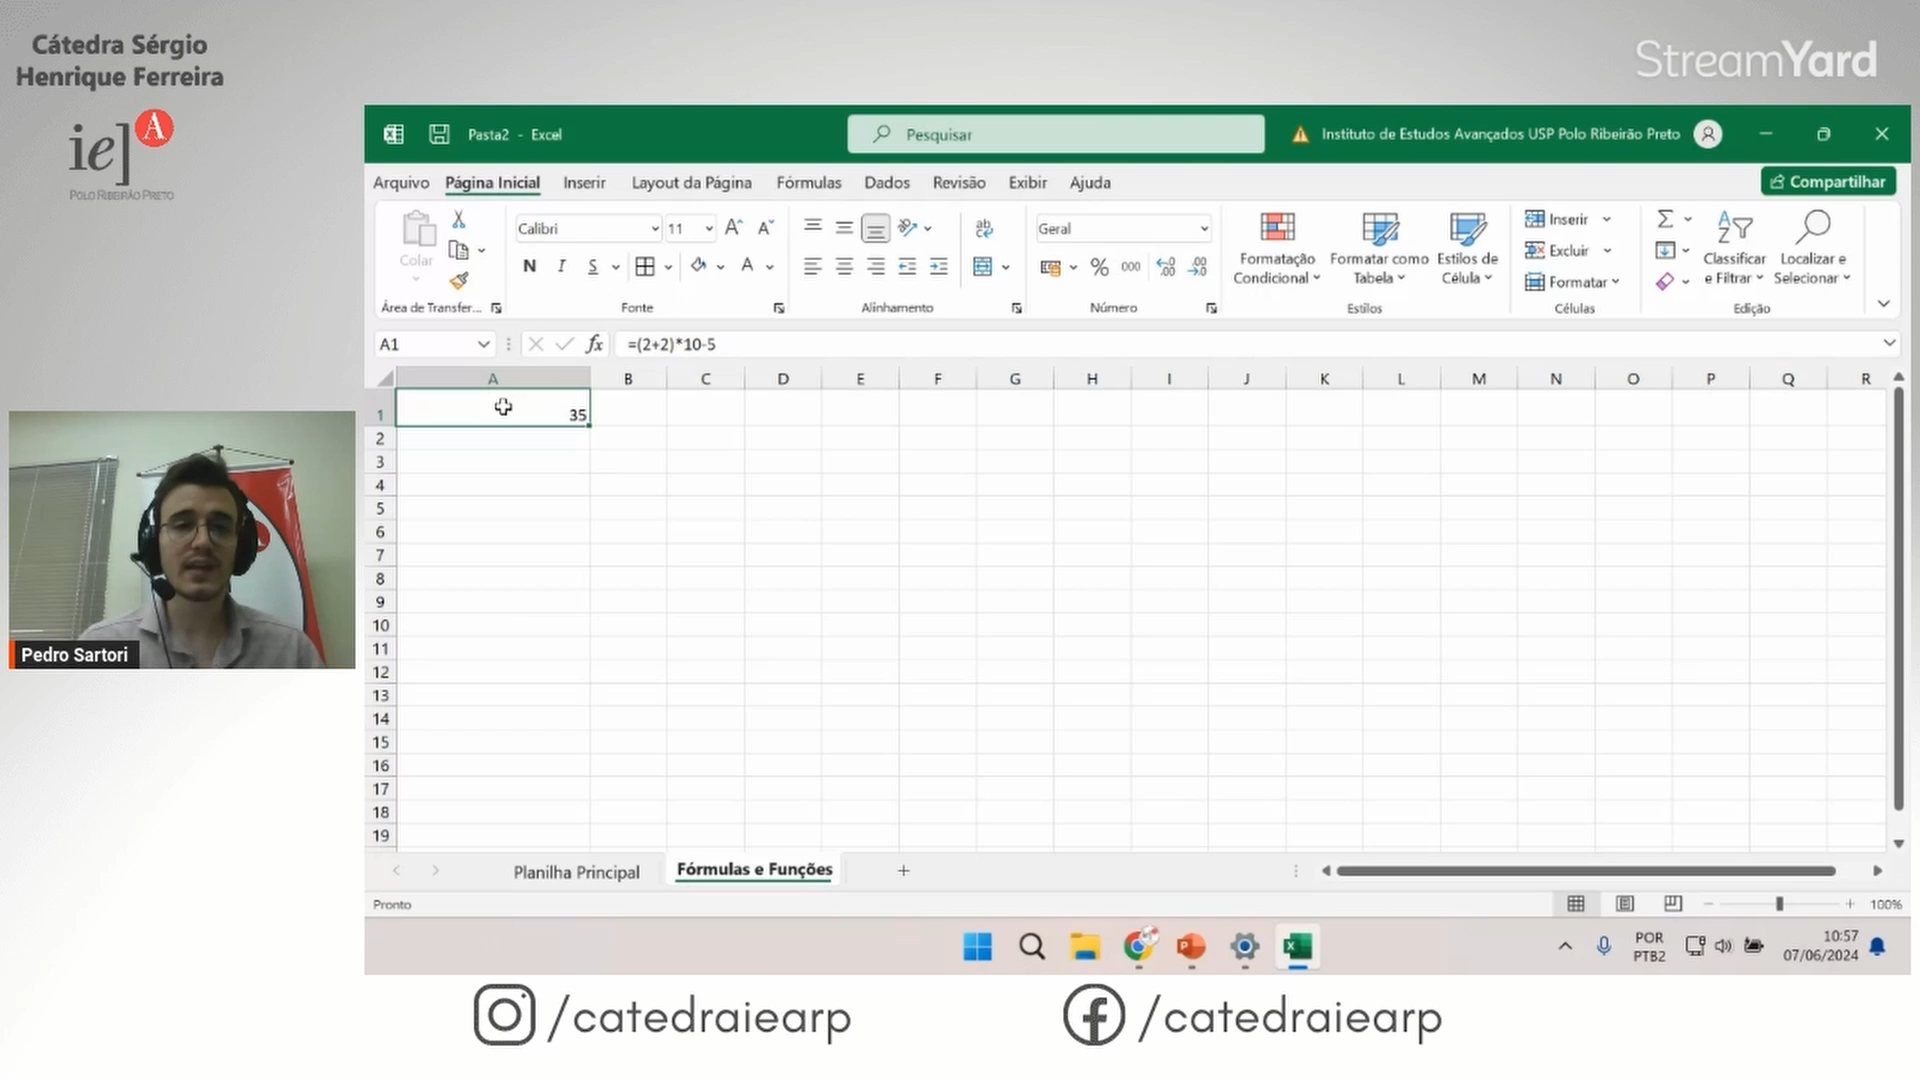 Cátedra Sérgio
Henrique Ferreira
ie] A
POLO RIBEIRÃO PRETO
StreamYard
Pasta2 - Excel
Pesquisar
Instituto de Estudos Avançados USP Polo Ribeirão Preto
Arquivo Página Inicial Inserir Layout da Página Fórmulas Dados Revisão Exibir Ajuda
Compartilhar
Colar
Área de Transfer...
Calibri 11
N I S
Fonte
ab
Alinhamento
Geral
% 000
Número
Formatação
Condicional
Formatar como
Tabela
Estilos de
Célula
Estilos
Inserir
Excluir
Formatar
Células
Classificar
e Filtrar
Localizar e
Selecionar
Edição
A1
fx =(2+2)*10-5
A B C D E F G H I J K L M N O P Q R
1 35
2
3
4
5
6
7
8
9
10
11
12
13
14
15
16
17
18
19
Pedro Sartori
Planilha Principal Fórmulas e Funções +
Pronto
100%
POR
PTB2
10:57
07/06/2024
/catedraiearp
/catedraiearp